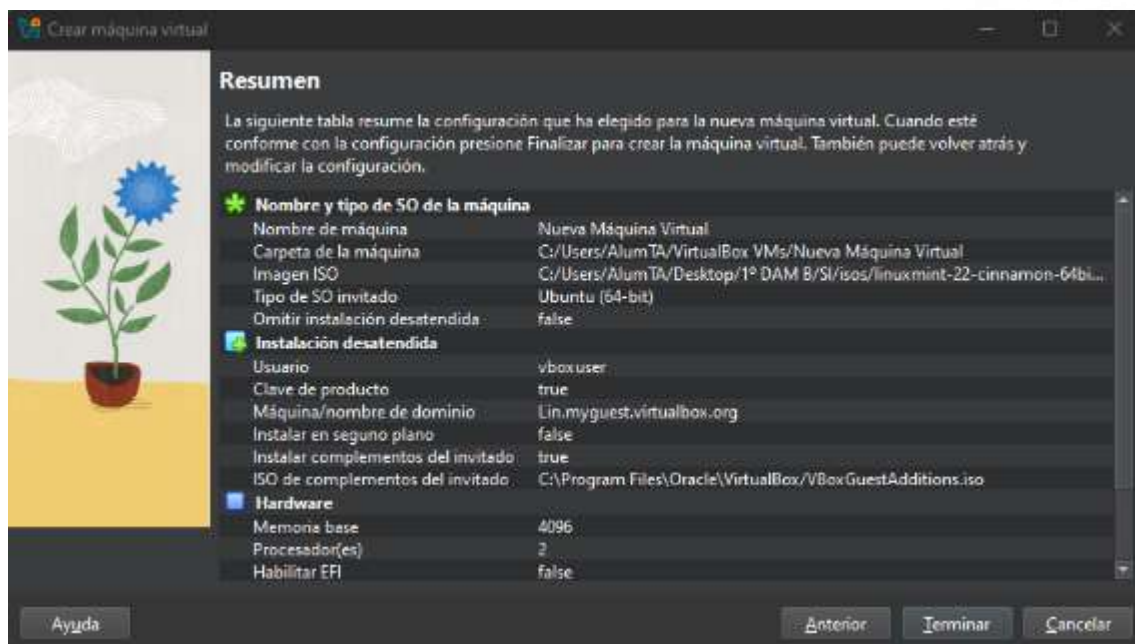 Crear máquina virtual
Resumen
La siguiente tabla resume la configuración que ha elegido para la nueva máquina virtual. Cuando esté
conforme con la configuración presione Finalizar para crear la máquina virtual. También puede volver atrás y
modificar la configuración.
Nombre y tipo de SO de la máquina
Nombre de máquina Nueva Máquina Virtual
Carpeta de la máquina C:/Users/AlumTA/VirtualBox VMs/Nueva Máquina Virtual
Imagen ISO C:/Users/AlumTA/Desktop/1º DAM B/SI/isos/linuxmint-22-cinnamon-64bi...
Tipo de SO invitado Ubuntu (64-bit)
Omitir instalación desatendida false
Instalación desatendida
Usuario vboxuser
Clave de producto true
Máquina/nombre de dominio Lin.myguest.virtualbox.org
Instalar en seguno plano false
Instalar complementos del invitado true
ISO de complementos del invitado C:\Program Files\Oracle\VirtualBox/VBoxGuestAdditions.iso
Hardware
Memoria base 4096
Procesador(es) 2
Habilitar EFI false
Ayuda Anterior Terminar Cancelar